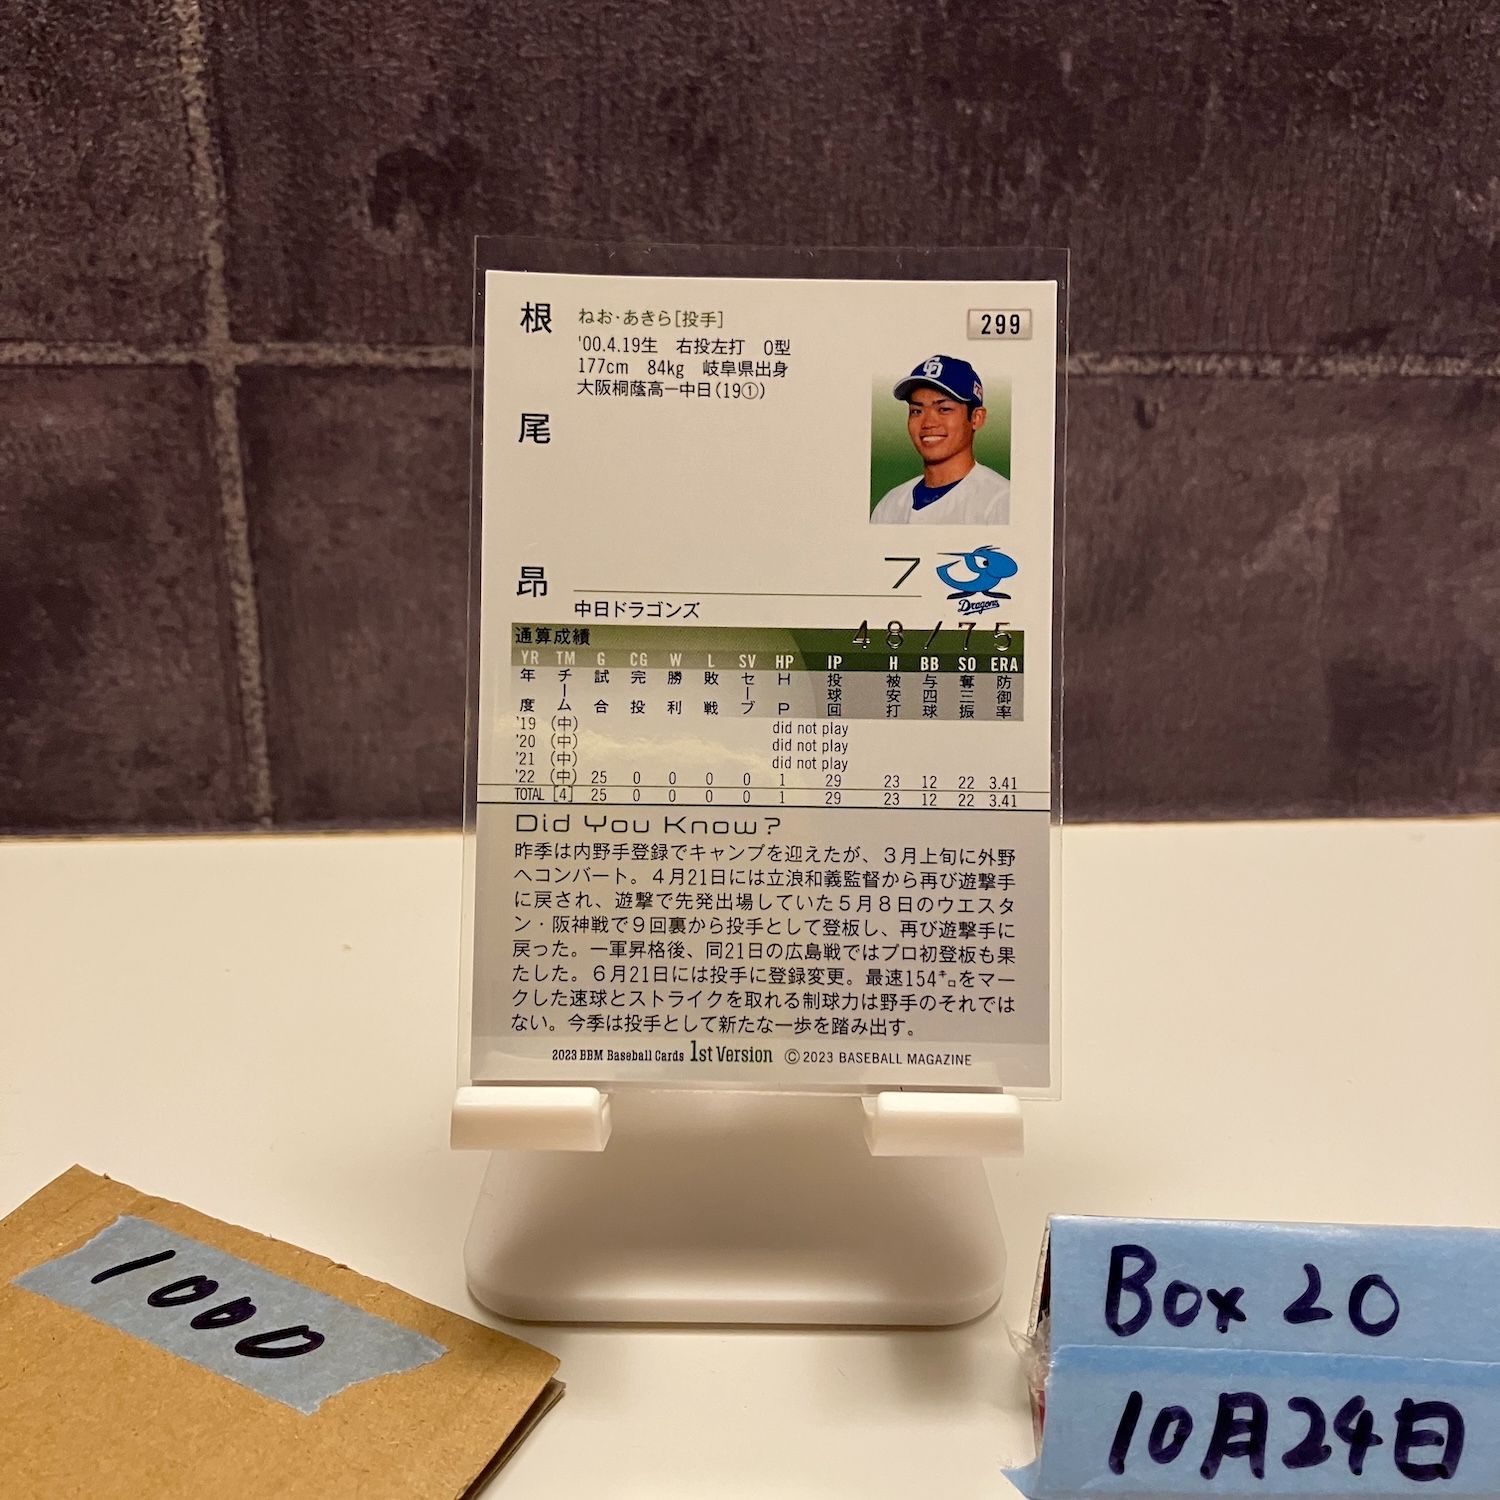 根尾昂
ねお·あきら[投手]
'00.4.19生 右投左打 O型
177cm 84kg 岐阜県出身
大阪桐蔭高ー中日(19①)
299
CD
7
Dragons
中日ドラゴンズ
通算成績 48/75
YR TM G CG W L SV HP IP H BB SO ERA
年度 チーム 試合 完投 勝利 敗戦 セーブ HP 投球回 被安打 与四球 奪三振 防御率
'19 (中) did not play
'20 (中) did not play
'21 (中) did not play
'22 (中) 25 0 0 0 0 1 29 23 12 22 3.41
TOTAL [4] 25 0 0 0 0 1 29 23 12 22 3.41
Did You Know?
昨季は内野手登録でキャンプを迎えたが、3月上旬に外野
へコンバート。4月21日には立浪和義監督から再び遊撃手
に戻され、遊撃で先発出場していた5月8日のウエスタ
ン・阪神戦で9回裏から投手として登板し、再び遊撃手に
戻った。一軍昇格後、同21日の広島戦ではプロ初登板も果
たした。6月21日には投手に登録変更。最速154㌔をマー
クした速球とストライクを取れる制球力は野手のそれでは
ない。今季は投手として新たな一歩を踏み出す。
2023 BBM Baseball Cards 1st Version ©2023 BASEBALL MAGAZINE
1000
Box 20
10月24日